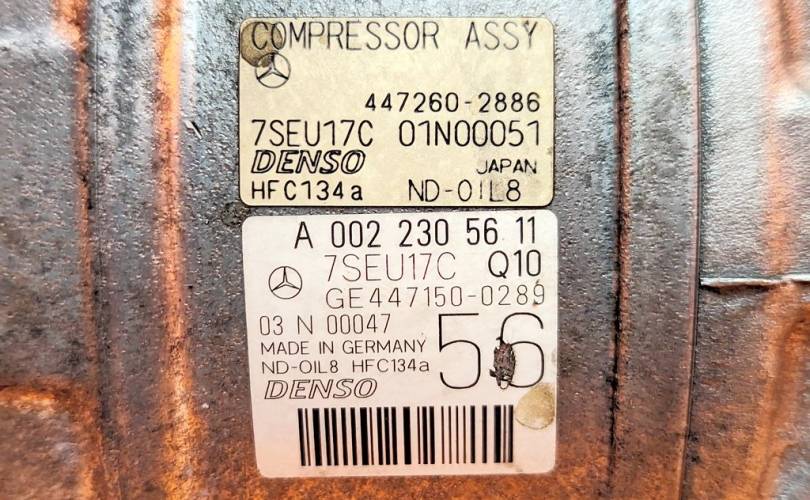 COMPRESSOR ASSY
447260-2886
7SEU17C 01N00051
DENSO JAPAN
HFC134a ND-OIL8
A 002 230 56 11
7SEU17C Q10
GE447150-0289
03 N 00047
56
MADE IN GERMANY
ND-OIL8 HFC134a
DENSO